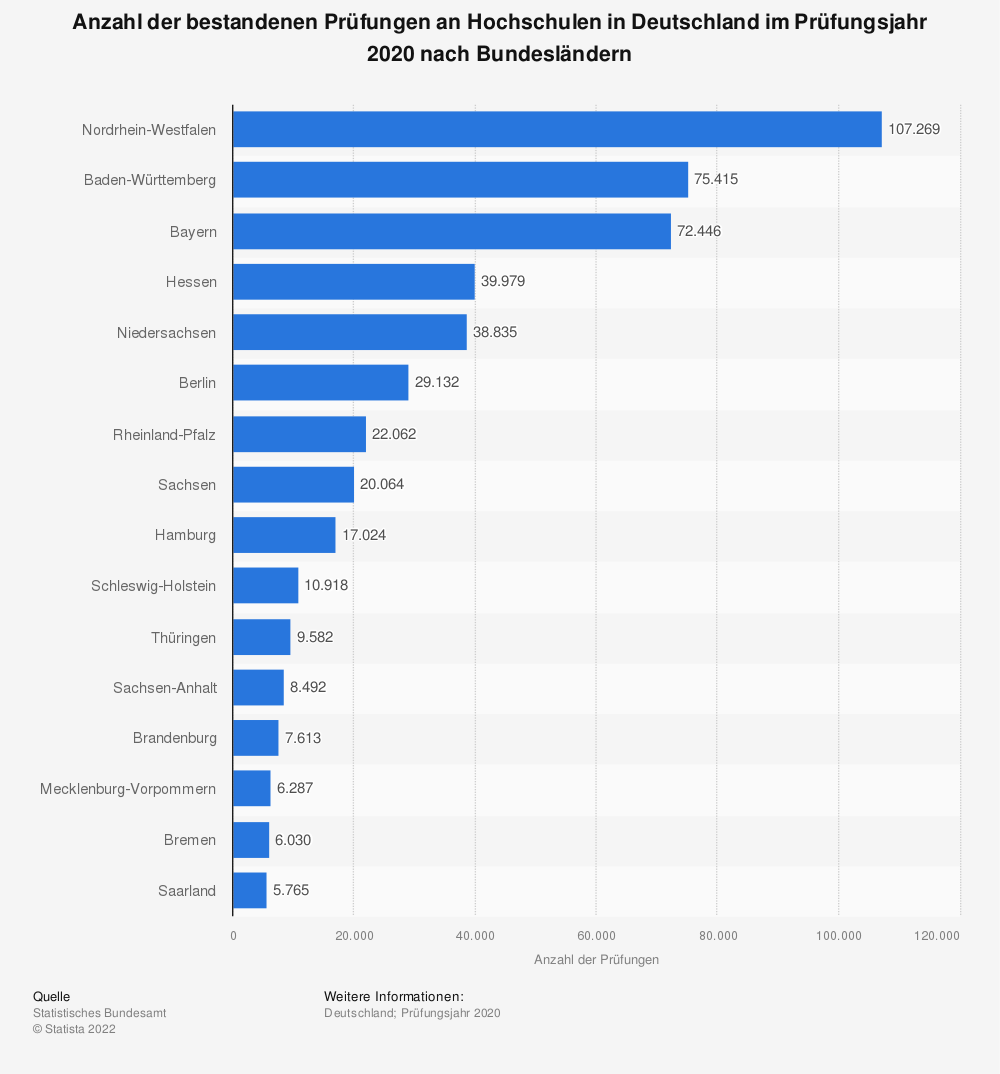 Anzahl der bestandenen Prüfungen an Hochschulen in Deutschland im Prüfungsjahr
2020 nach Bundesländern
Nordrhein-Westfalen 107.269
Baden-Württemberg 75.415
Bayern 72.446
Hessen 39.979
Niedersachsen 38.835
Berlin 29.132
Rheinland-Pfalz 22.062
Sachsen 20.064
Hamburg 17.024
Schleswig-Holstein 10.918
Thüringen 9.582
Sachsen-Anhalt 8.492
Brandenburg 7.613
Mecklenburg-Vorpommern 6.287
Bremen 6.030
Saarland 5.765
0 20.000 40.000 60.000 80.000 100.000 120.000
Anzahl der Prüfungen
Quelle
Statistisches Bundesamt
© Statista 2022
Weitere Informationen:
Deutschland; Prüfungsjahr 2020